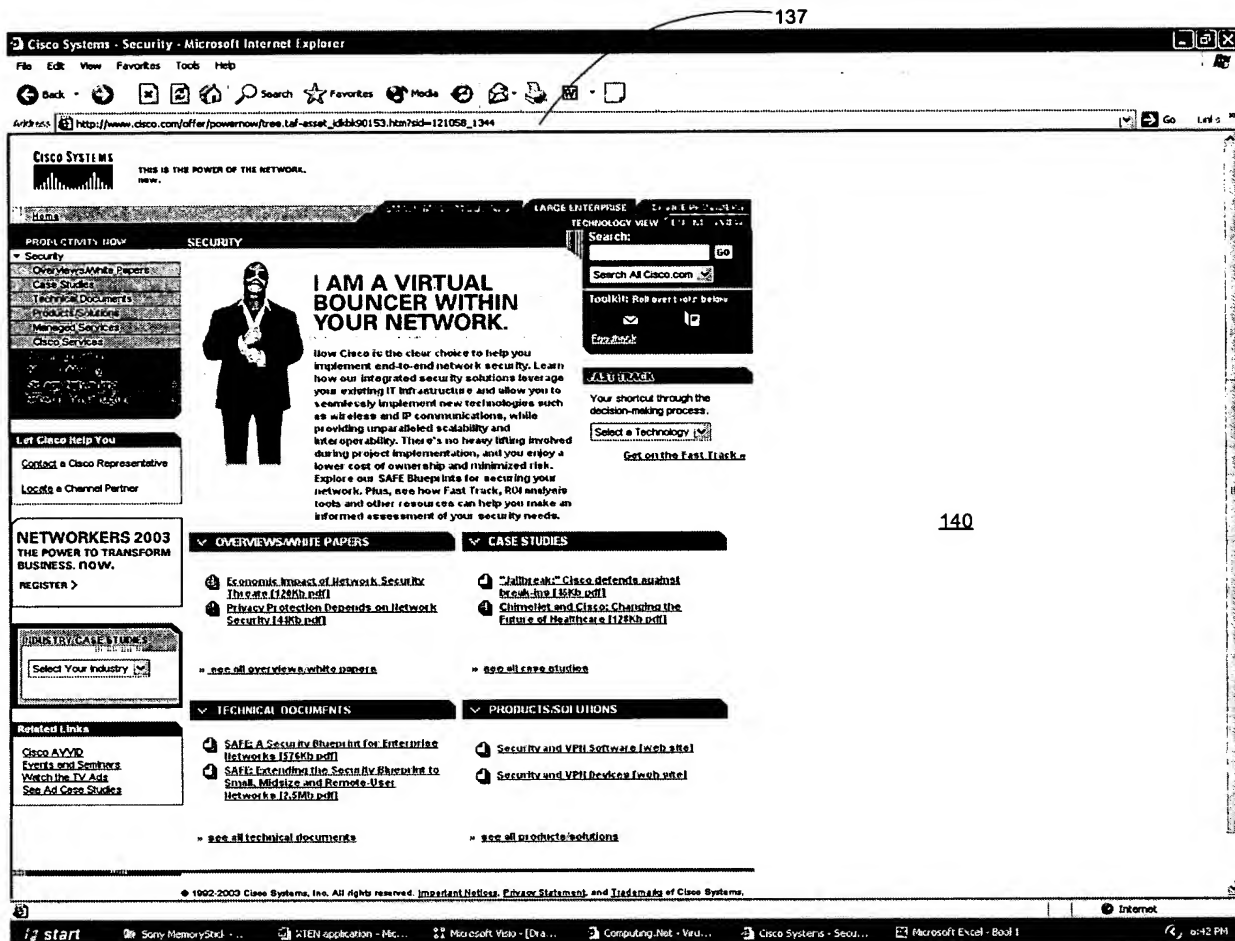 137
Cisco Systems - Security - Microsoft Internet Explorer
File Edit View Favorites Tools Help
Back Search Favorites Media
Address http://www.cisco.com/offer/powernow/tree.taf-asset_idkbk90153.htm?sid=121058_1344 Go Links
CISCO SYSTEMS
THIS IS THE POWER OF THE NETWORK.
now.
Home
LARGE ENTERPRISE
TECHNOLOGY VIEW
PRODUCTIVITY NOW
SECURITY
Security
Overviews/White Papers
Case Studies
Technical Documents
Products/Solutions
Managed Services
Cisco Services
Search:
GO
Search All Cisco.com
Toolkit: Roll over tools below
Feedback
I AM A VIRTUAL
BOUNCER WITHIN
YOUR NETWORK.
How Cisco is the clear choice to help you
implement end-to-end network security. Learn
how our integrated security solutions leverage
your existing IT infrastructure and allow you to
seamlessly implement new technologies such
as wireless and IP communications, while
providing unparalleled scalability and
interoperability. There's no heavy lifting involved
during project implementation, and you enjoy a
lower cost of ownership and minimized risk.
Explore our SAFE Blueprints for securing your
network. Plus, see how Fast Track, ROI analysis
tools and other resources can help you make an
informed assessment of your security needs.
FAST TRACK
Your shortcut through the
decision-making process.
Select a Technology
Get on the Fast Track »
Let Cisco Help You
Contact a Cisco Representative
Locate a Channel Partner
NETWORKERS 2003
THE POWER TO TRANSFORM
BUSINESS. now.
REGISTER >
INDUSTRY CASE STUDIES
Select Your Industry
Related Links
Cisco AVVID
Events and Seminars
Watch the TV Ads
See Ad Case Studies
OVERVIEWS/WHITE PAPERS
Economic Impact of Network Security
Threats [120Kb pdf]
Privacy Protection Depends on Network
Security [44Kb pdf]
» see all overviews/white papers
CASE STUDIES
"Jailbreak:" Cisco defends against
break-ins [35Kb pdf]
ChimeNet and Cisco: Changing the
Future of Healthcare [128Kb pdf]
» see all case studies
140
TECHNICAL DOCUMENTS
SAFE: A Security Blueprint for Enterprise
Networks [576Kb pdf]
SAFE: Extending the Security Blueprint to
Small, Midsize and Remote-User
Networks [2.5Mb pdf]
» see all technical documents
PRODUCTS/SOLUTIONS
Security and VPN Software [web site]
Security and VPN Devices [web site]
» see all products/solutions
© 1992-2003 Cisco Systems, Inc. All rights reserved. Important Notices, Privacy Statement, and Trademarks of Cisco Systems,
Internet
start Sony MemoryStick - ... XTEN application - Mic... Microsoft Visio - [Dra... Computing.Net - Viru... Cisco Systems - Secu... Microsoft Excel - Book1 6:42 PM